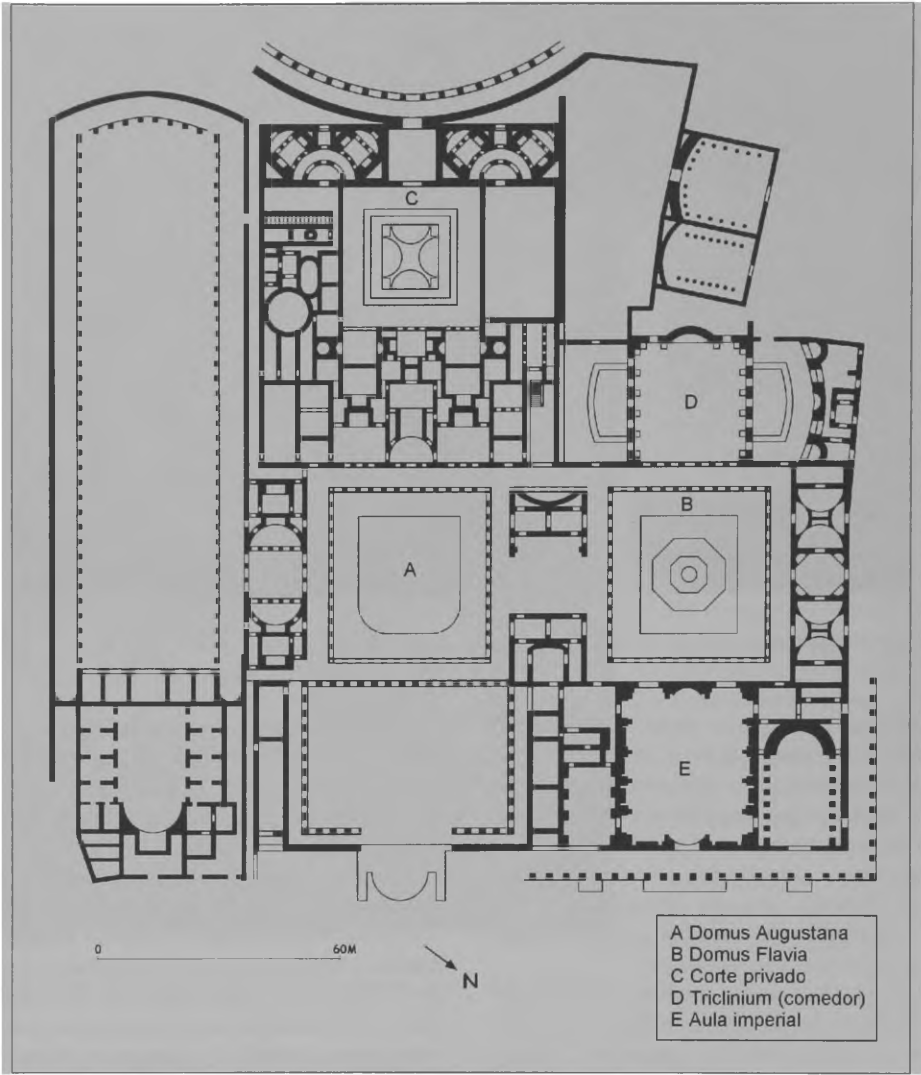 C
D
B
A
E
0 60M
N
A Domus Augustana
B Domus Flavia
C Corte privado
D Triclinium (comedor)
E Aula imperial